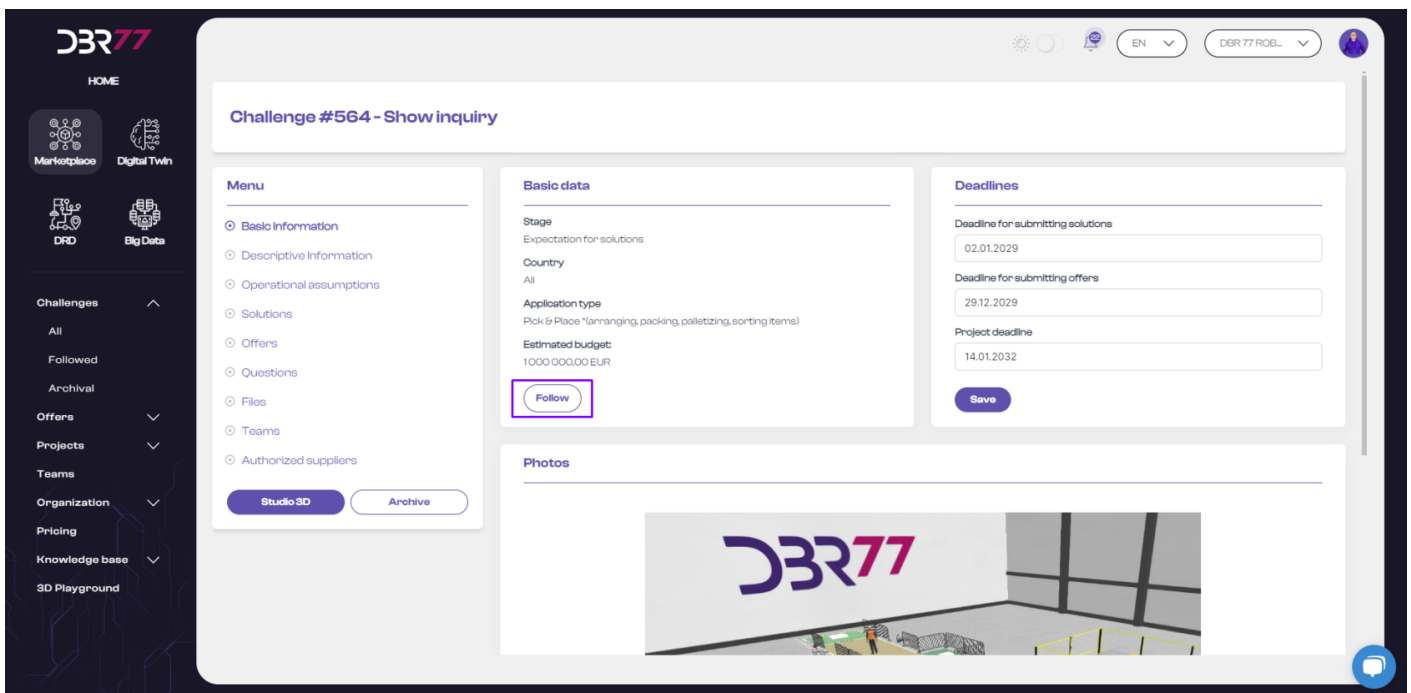 DBR77
HOME
Marketplace
Digital Twin
DRD
Big Data
Challenges
All
Followed
Archival
Offers
Projects
Teams
Organization
Pricing
Knowledge base
3D Playground
22
EN
DBR 77 ROB...
Challenge #564 - Show inquiry
Menu
Basic information
Descriptive Information
Operational assumptions
Solutions
Offers
Questions
Files
Teams
Authorized suppliers
Studio 3D
Archive
Basic data
Stage
Expectation for solutions
Country
All
Application type
Pick & Place *(arranging, packing, palletizing, sorting items)
Estimated budget:
1 000 000,00 EUR
Follow
Deadlines
Deadline for submitting solutions
02.01.2029
Deadline for submitting offers
29.12.2029
Project deadline
14.01.2032
Save
Photos
DBR77